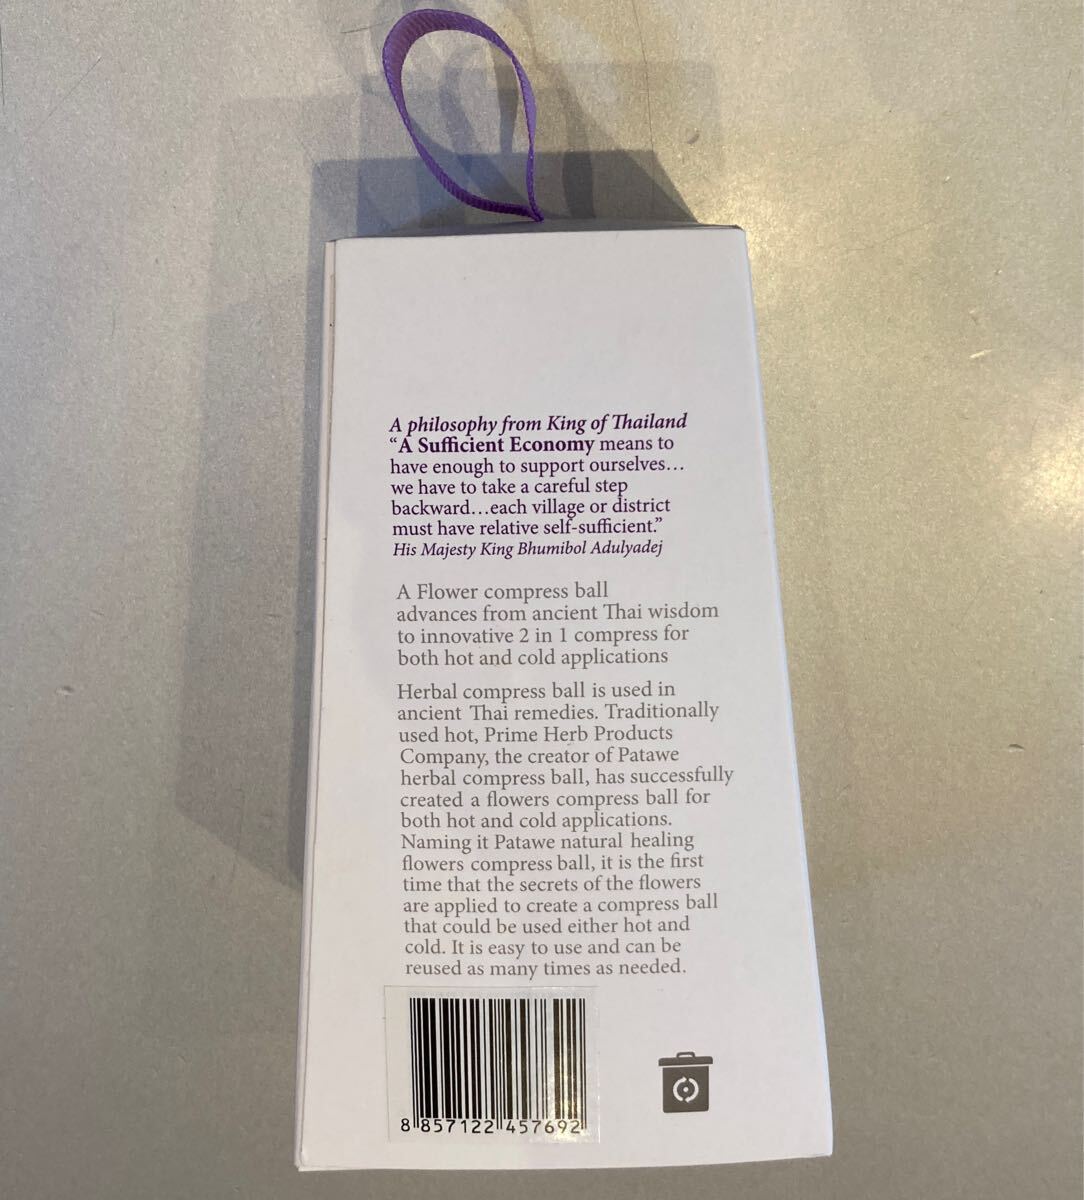 A philosophy from King of Thailand
“A Sufficient Economy means to
have enough to support ourselves…
we have to take a careful step
backward…each village or district
must have relative self-sufficient.”
His Majesty King Bhumibol Adulyadej
A Flower compress ball
advances from ancient Thai wisdom
to innovative 2 in 1 compress for
both hot and cold applications
Herbal compress ball is used in
ancient Thai remedies. Traditionally
used hot, Prime Herb Products
Company, the creator of Patawe
herbal compress ball, has successfully
created a flowers compress ball for
both hot and cold applications.
Naming it Patawe natural healing
flowers compress ball, it is the first
time that the secrets of the flowers
are applied to create a compress ball
that could be used either hot and
cold. It is easy to use and can be
reused as many times as needed.
8 857122 457692